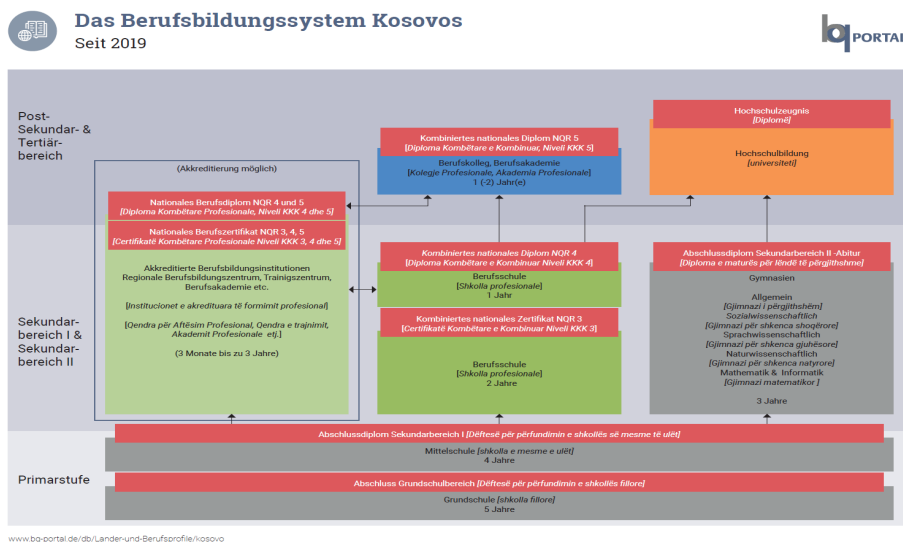 Das Berufsbildungssystem Kosovos
Seit 2019
bq PORTAL
Post-
Sekundar- &
Tertiär-
bereich
(Akkreditierung möglich)
Nationales Berufsdiplom NQR 4 und 5
[Diploma Kombëtare Profesionale, Niveli KKK 4 dhe 5]
Nationales Berufszertifikat NQR 3, 4, 5
[Certifikatë Kombëtare Profesionale Niveli KKK 3, 4 dhe 5]
Akkreditierte Berufsbildungsinstitutionen
Regionale Berufsbildungszentrum, Trainigszentrum,
Berufsakademie etc.
[Institucionet e akredituara të formimit profesional]
[Qendra për Aftësim Profesional, Qendra e trajnimit,
Akademit Profesionale etj.]
(3 Monate bis zu 3 Jahre)
Kombiniertes nationales Diplom NQR 5
[Diploma Kombëtare e Kombinuar, Niveli KKK 5]
Berufskolleg, Berufsakademie
[Kolegje Profesionale, Akademia Profesionale]
1 (-2) Jahr(e)
Kombiniertes nationales Diplom NQR 4
[Diploma Kombëtare e Kombinuar Niveli KKK 4]
Berufsschule
[Shkolla profesionale]
1 Jahr
Kombiniertes nationales Zertifikat NQR 3
[Certifikatë Kombëtare e Kombinuar Niveli KKK 3]
Berufsschule
[Shkolla profesionale]
2 Jahre
Hochschulzeugnis
[Diplomë]
Hochschulbildung
[universiteti]
Abschlussdiplom Sekundarbereich II -Abitur
[Diploma e maturës për lëndë të përgjithshme]
Gymnasien
Allgemein
[Gjimnazi i përgjithshëm]
Sozialwissenschaftlich
[Gjimnazi për shkenca shoqërore]
Sprachwissenschaftlich
[Gjimnazi për shkenca gjuhësore]
Naturwissenschaftlich
[Gjimnazi për shkenca natyrore]
Mathematik & Informatik
[Gjimnazi matematikor ]
3 Jahre
Sekundar-
bereich I &
Sekundar-
bereich II
Abschlussdiplom Sekundarbereich I [Dëftesë për përfundimin e shkollës së mesme të ulët]
Mittelschule [shkolla e mesme e ulët]
4 Jahre
Primarstufe
Abschluss Grundschulbereich [Dëftesë për përfundimin e shkollës fillore]
Grundschule [shkolla fillore]
5 Jahre
www.bq-portal.de/db/Lander-und-Berufsprofile/kosovo